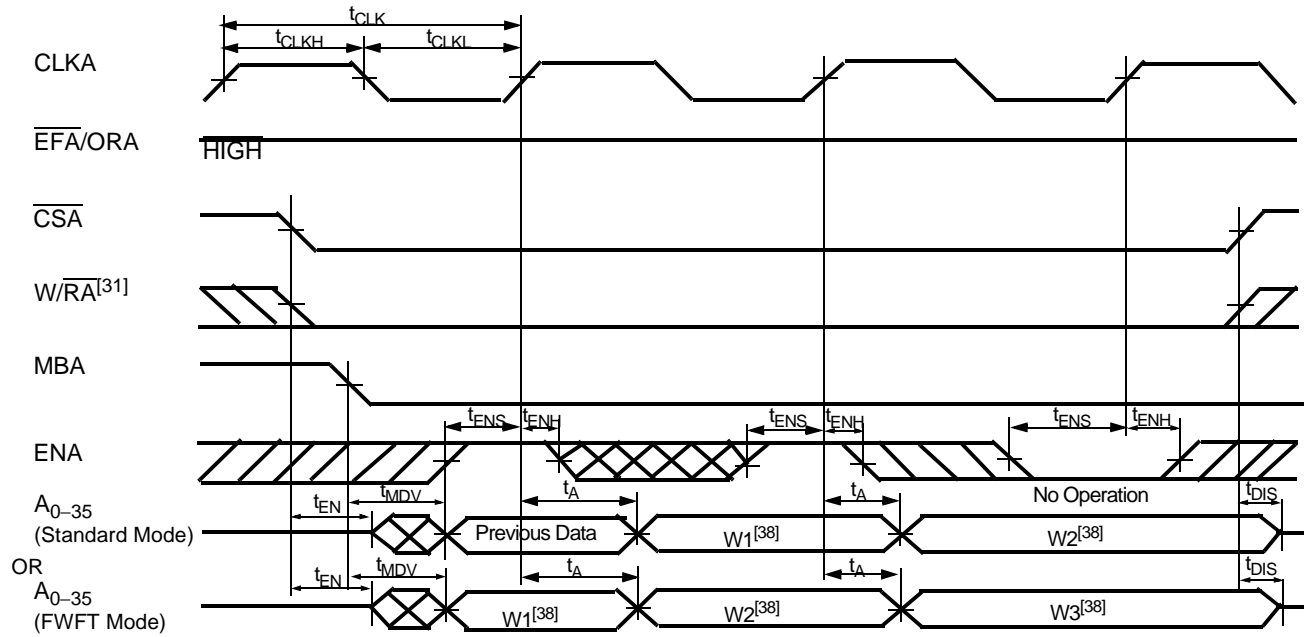 tCLK
tCLKH tCLKL
CLKA
EFA/ORA HIGH
CSA
W/RA[31]
MBA
tENS tENH tENS tENH tENS tENH
ENA
No Operation
tEN tMDV tA tA tDIS
A0–35
(Standard Mode)
Previous Data W1[38] W2[38]
OR
tEN tMDV tA tA tDIS
A0–35
(FWFT Mode)
W1[38] W2[38] W3[38]